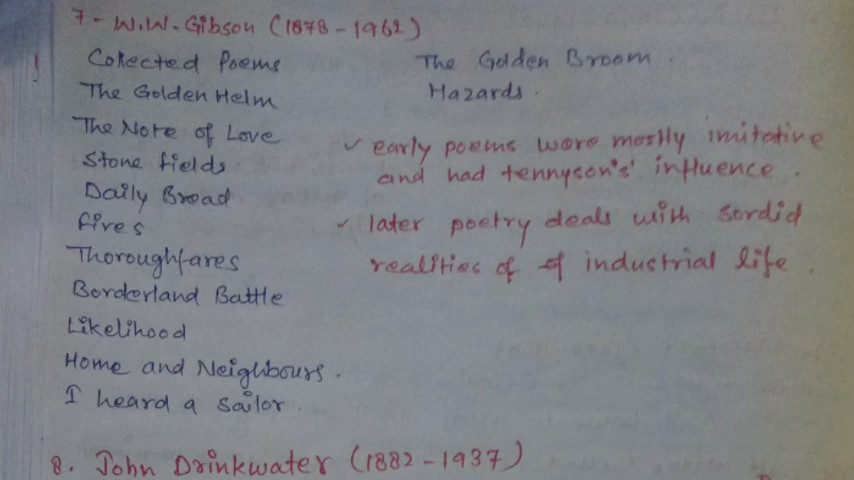 7- W.W. Gibson (1878 - 1962)
Collected Poems
The Golden Helm
The Note of Love
Stone fields
Daily Bread
fires
Thoroughfares
Borderland Battle
Likelihood
Home and Neighbours.
I heard a sailor.
The Golden Broom.
Hazards.
✓ early poems were mostly imitative
and had tennyson's' influence.
✓ later poetry deals with sordid
realities of of industrial life.
8. John Drinkwater (1882 - 1937)